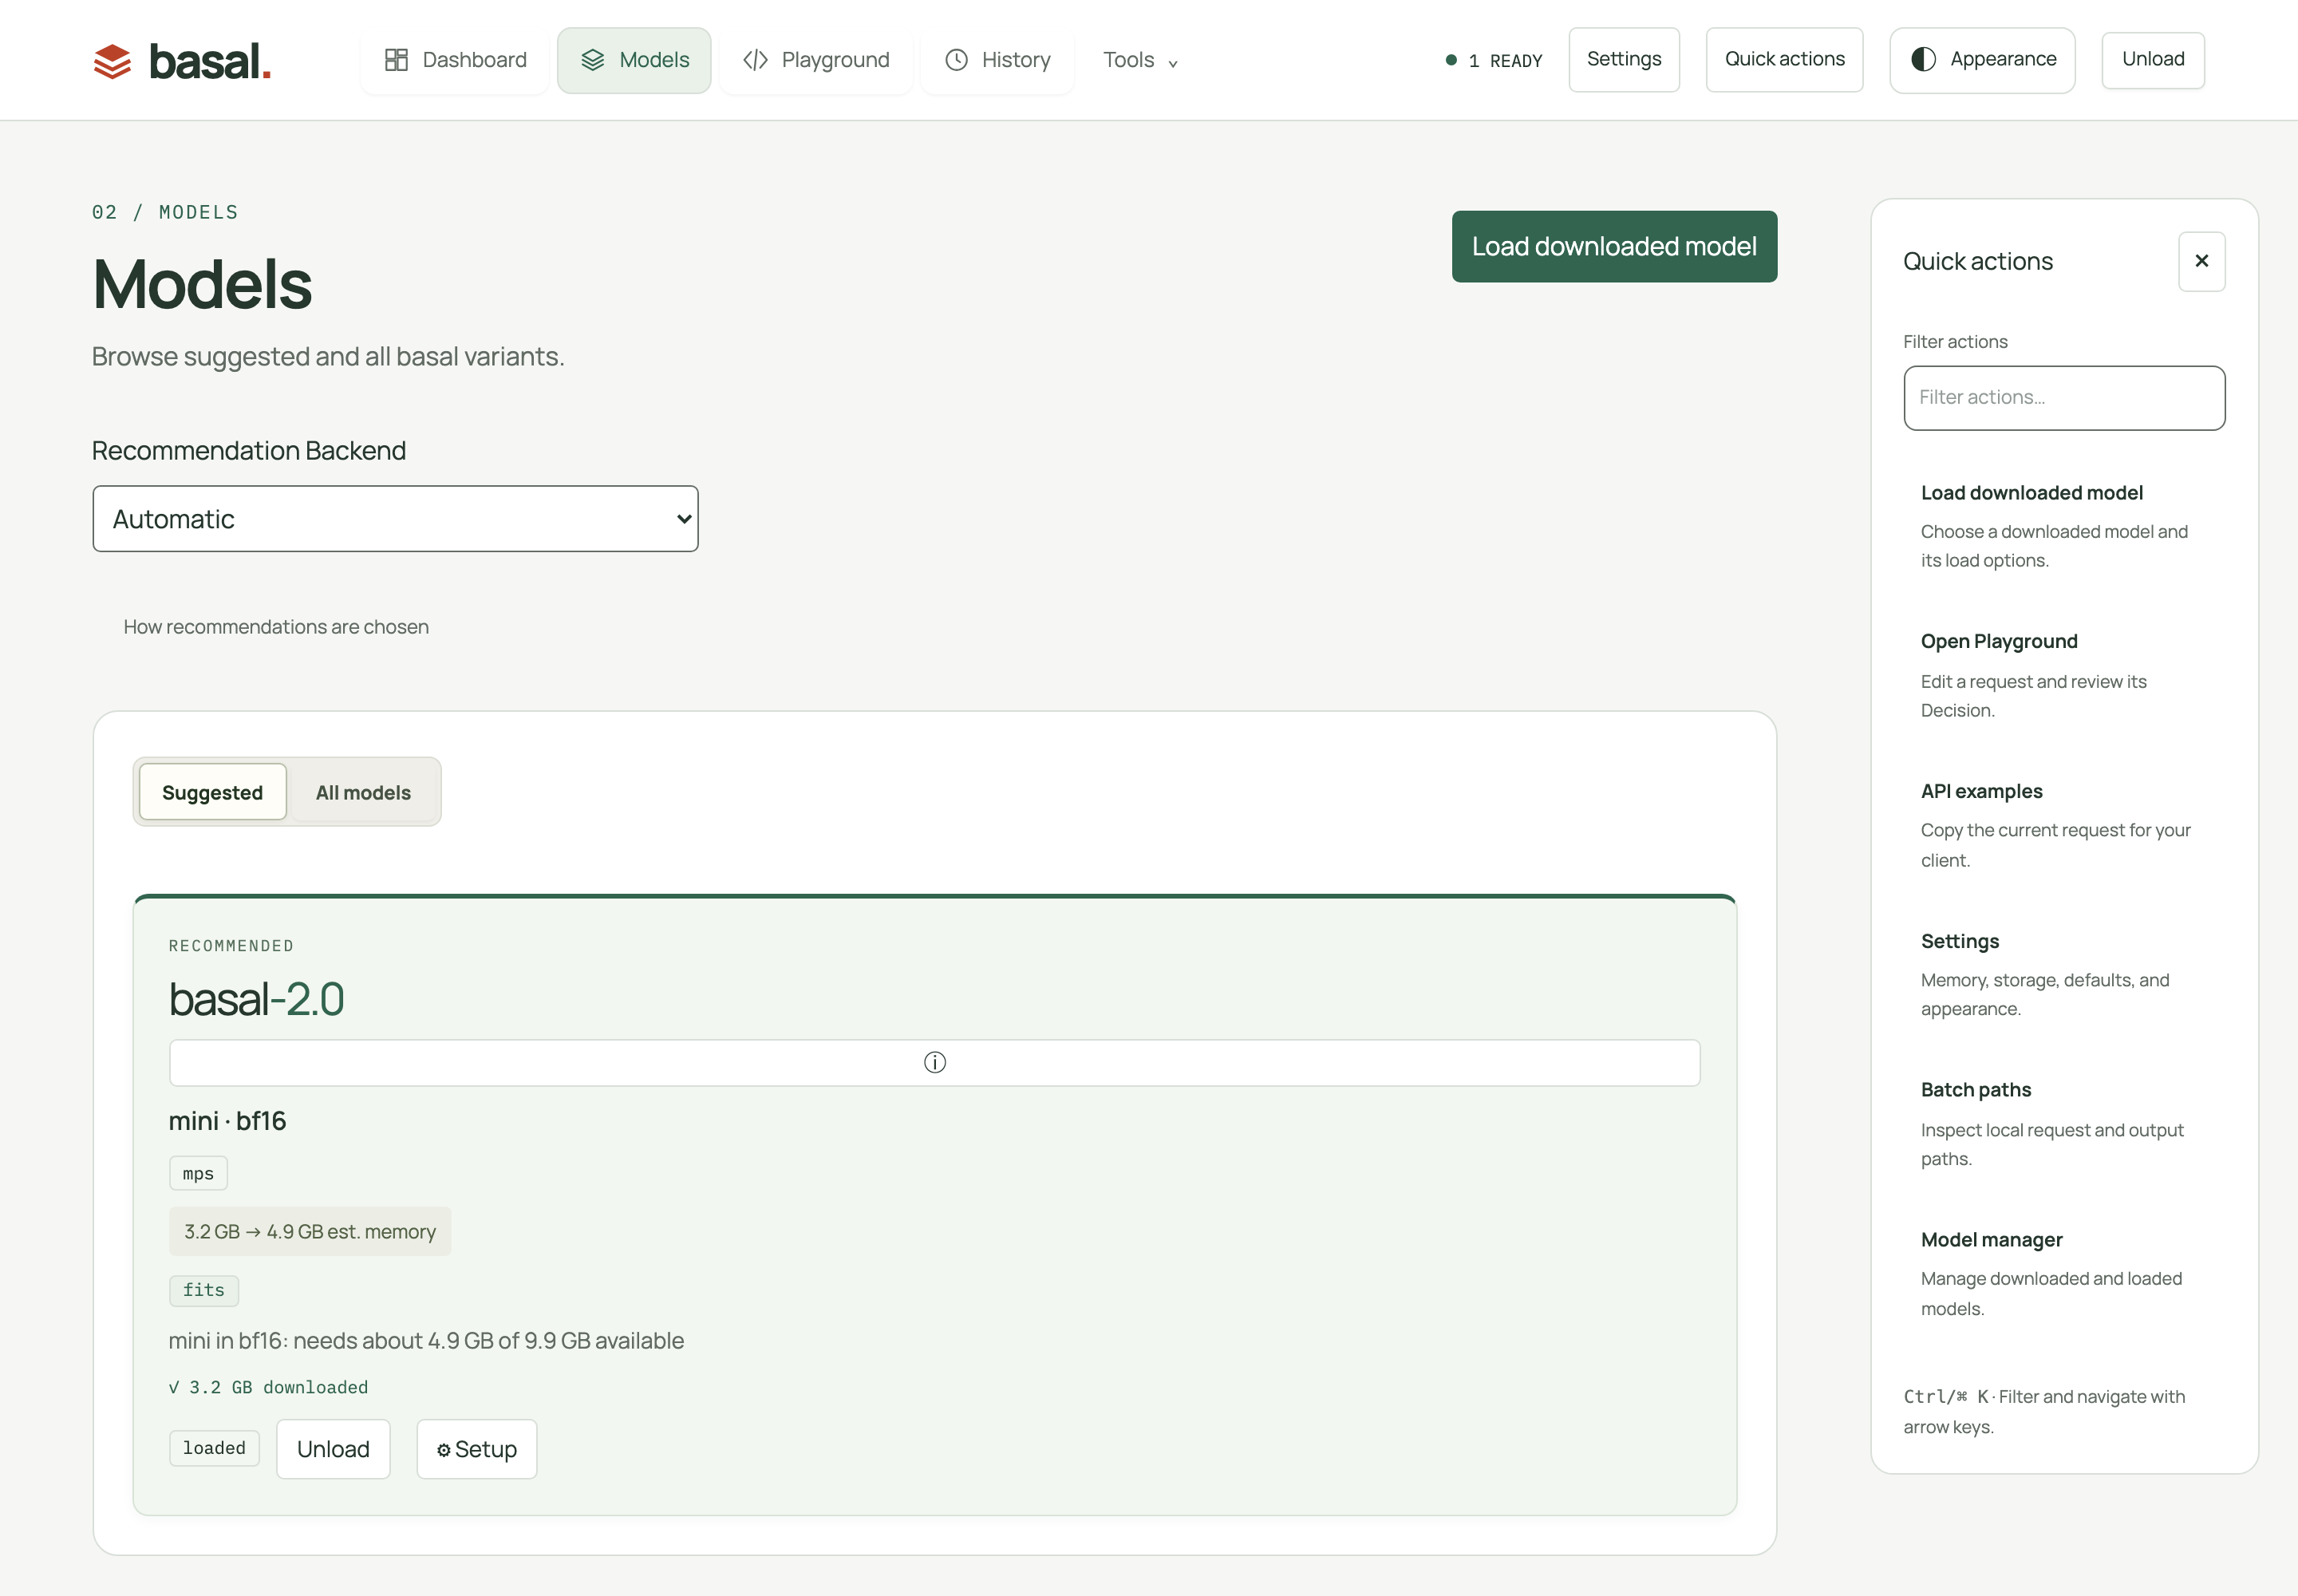 basal.
Dashboard
Models
Playground
History
Tools
1 READY
Settings
Quick actions
Appearance
Unload
02 / MODELS
Models
Browse suggested and all basal variants.
Load downloaded model
Recommendation Backend
Automatic
How recommendations are chosen
Suggested
All models
RECOMMENDED
basal-2.0
ⓘ
mini · bf16
mps
3.2 GB → 4.9 GB est. memory
fits
mini in bf16: needs about 4.9 GB of 9.9 GB available
✓ 3.2 GB downloaded
loaded
Unload
⚙ Setup
Quick actions
×
Filter actions
Filter actions…
Load downloaded model
Choose a downloaded model and
its load options.
Open Playground
Edit a request and review its
Decision.
API examples
Copy the current request for your
client.
Settings
Memory, storage, defaults, and
appearance.
Batch paths
Inspect local request and output
paths.
Model manager
Manage downloaded and loaded
models.
Ctrl/⌘ K · Filter and navigate with
arrow keys.